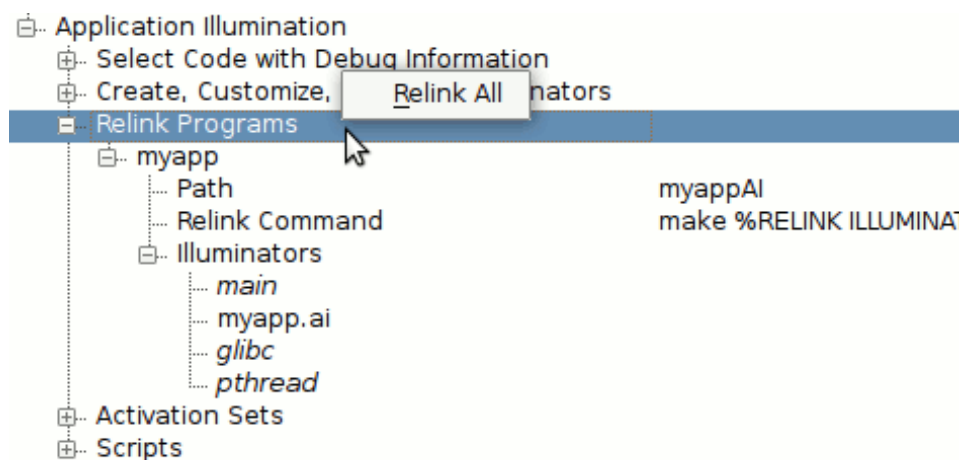 Application Illumination
Select Code with Debug Information
Create, Customize, nators
Relink All
Relink Programs
myapp
Path myappAI
Relink Command make %RELINK ILLUMINAT
Illuminators
main
myapp.ai
glibc
pthread
Activation Sets
Scripts